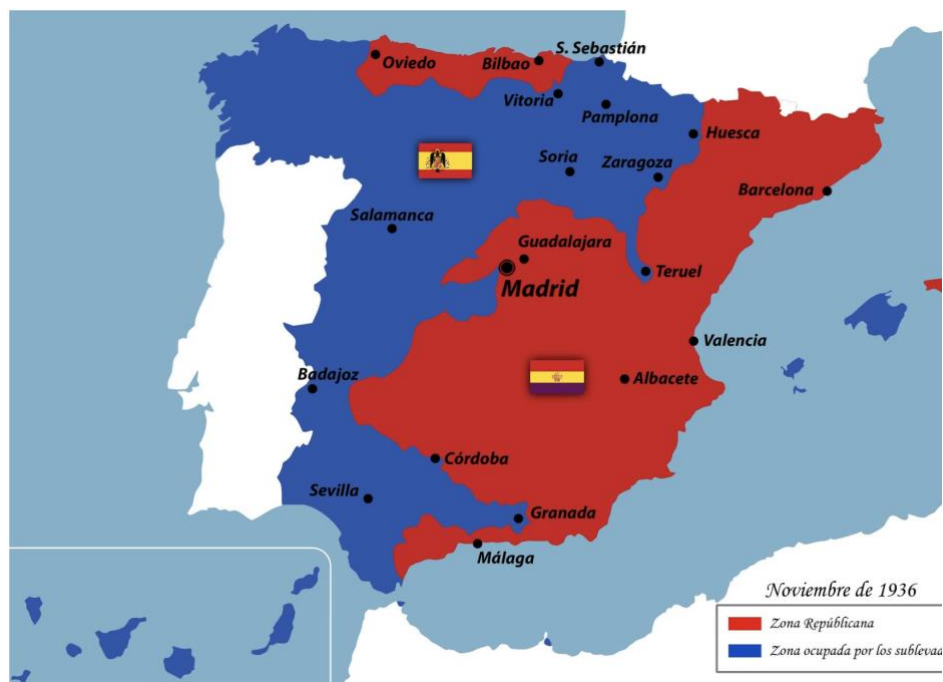 S. Sebastián
Oviedo
Bilbao
Vitoria
Pamplona
Huesca
Soria
Zaragoza
Barcelona
Salamanca
Guadalajara
Madrid
Teruel
Valencia
Badajoz
Albacete
Córdoba
Sevilla
Granada
Málaga
Noviembre de 1936
Zona Repúblicana
Zona ocupada por los sublevad